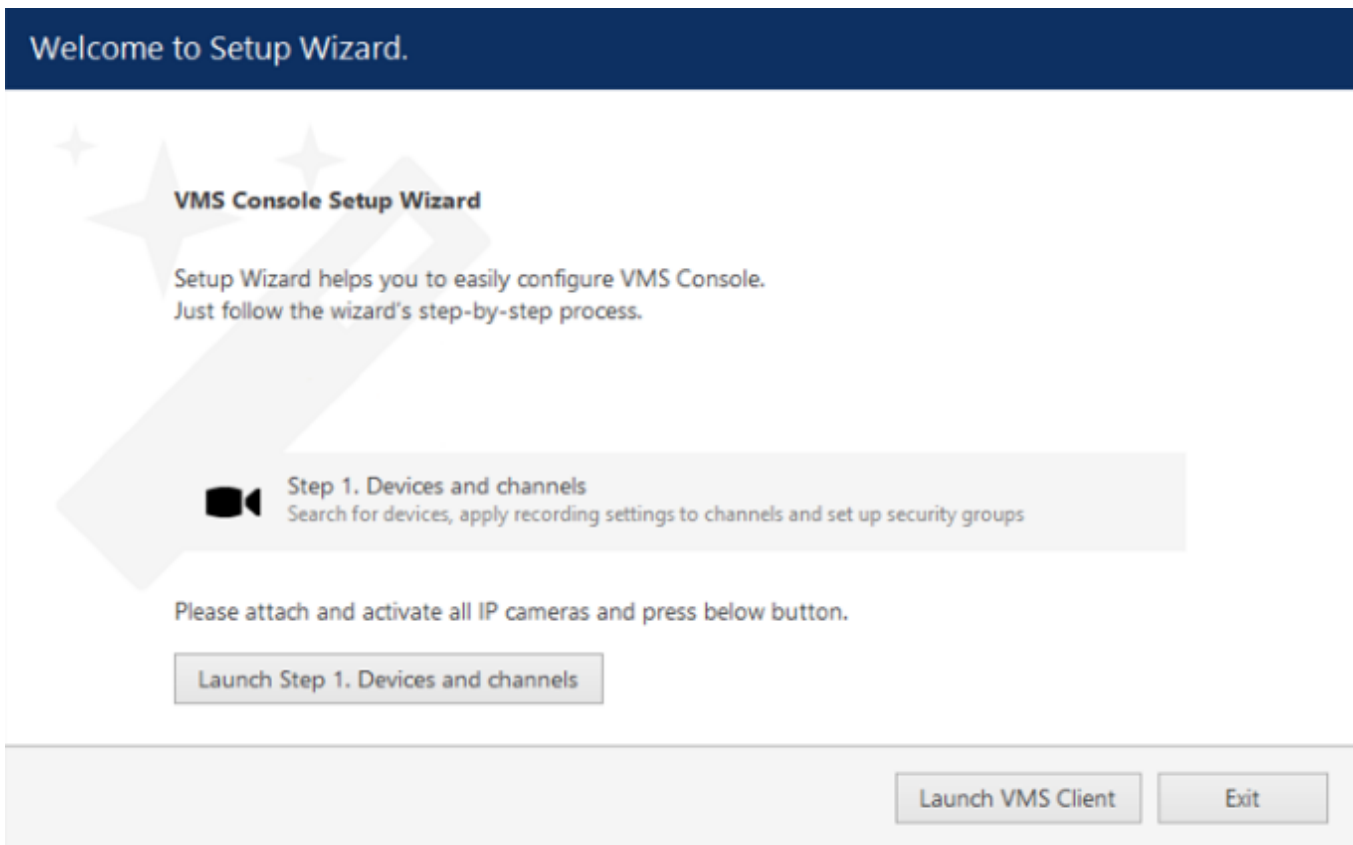 Welcome to Setup Wizard.
VMS Console Setup Wizard
Setup Wizard helps you to easily configure VMS Console.
Just follow the wizard's step-by-step process.
Step 1. Devices and channels
Search for devices, apply recording settings to channels and set up security groups
Please attach and activate all IP cameras and press below button.
Launch Step 1. Devices and channels
Launch VMS Client
Exit